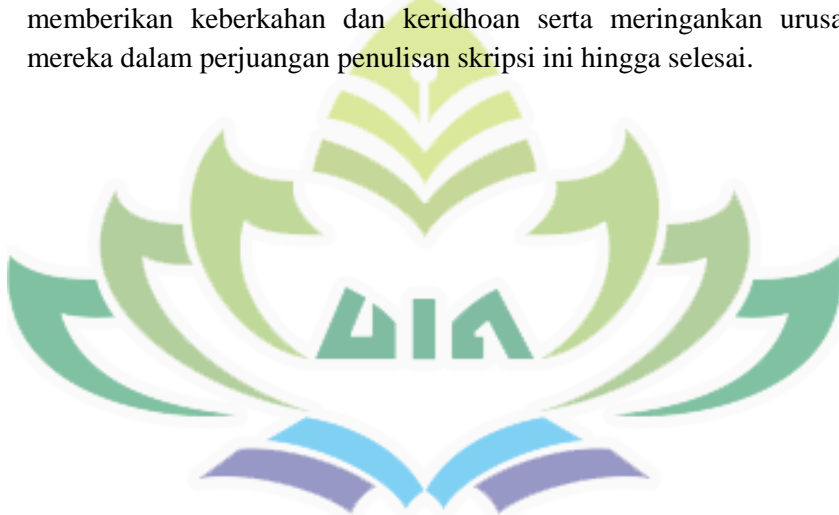 memberikan keberkahan dan keridhoan serta meringankan urusa
mereka dalam perjuangan penulisan skripsi ini hingga selesai.